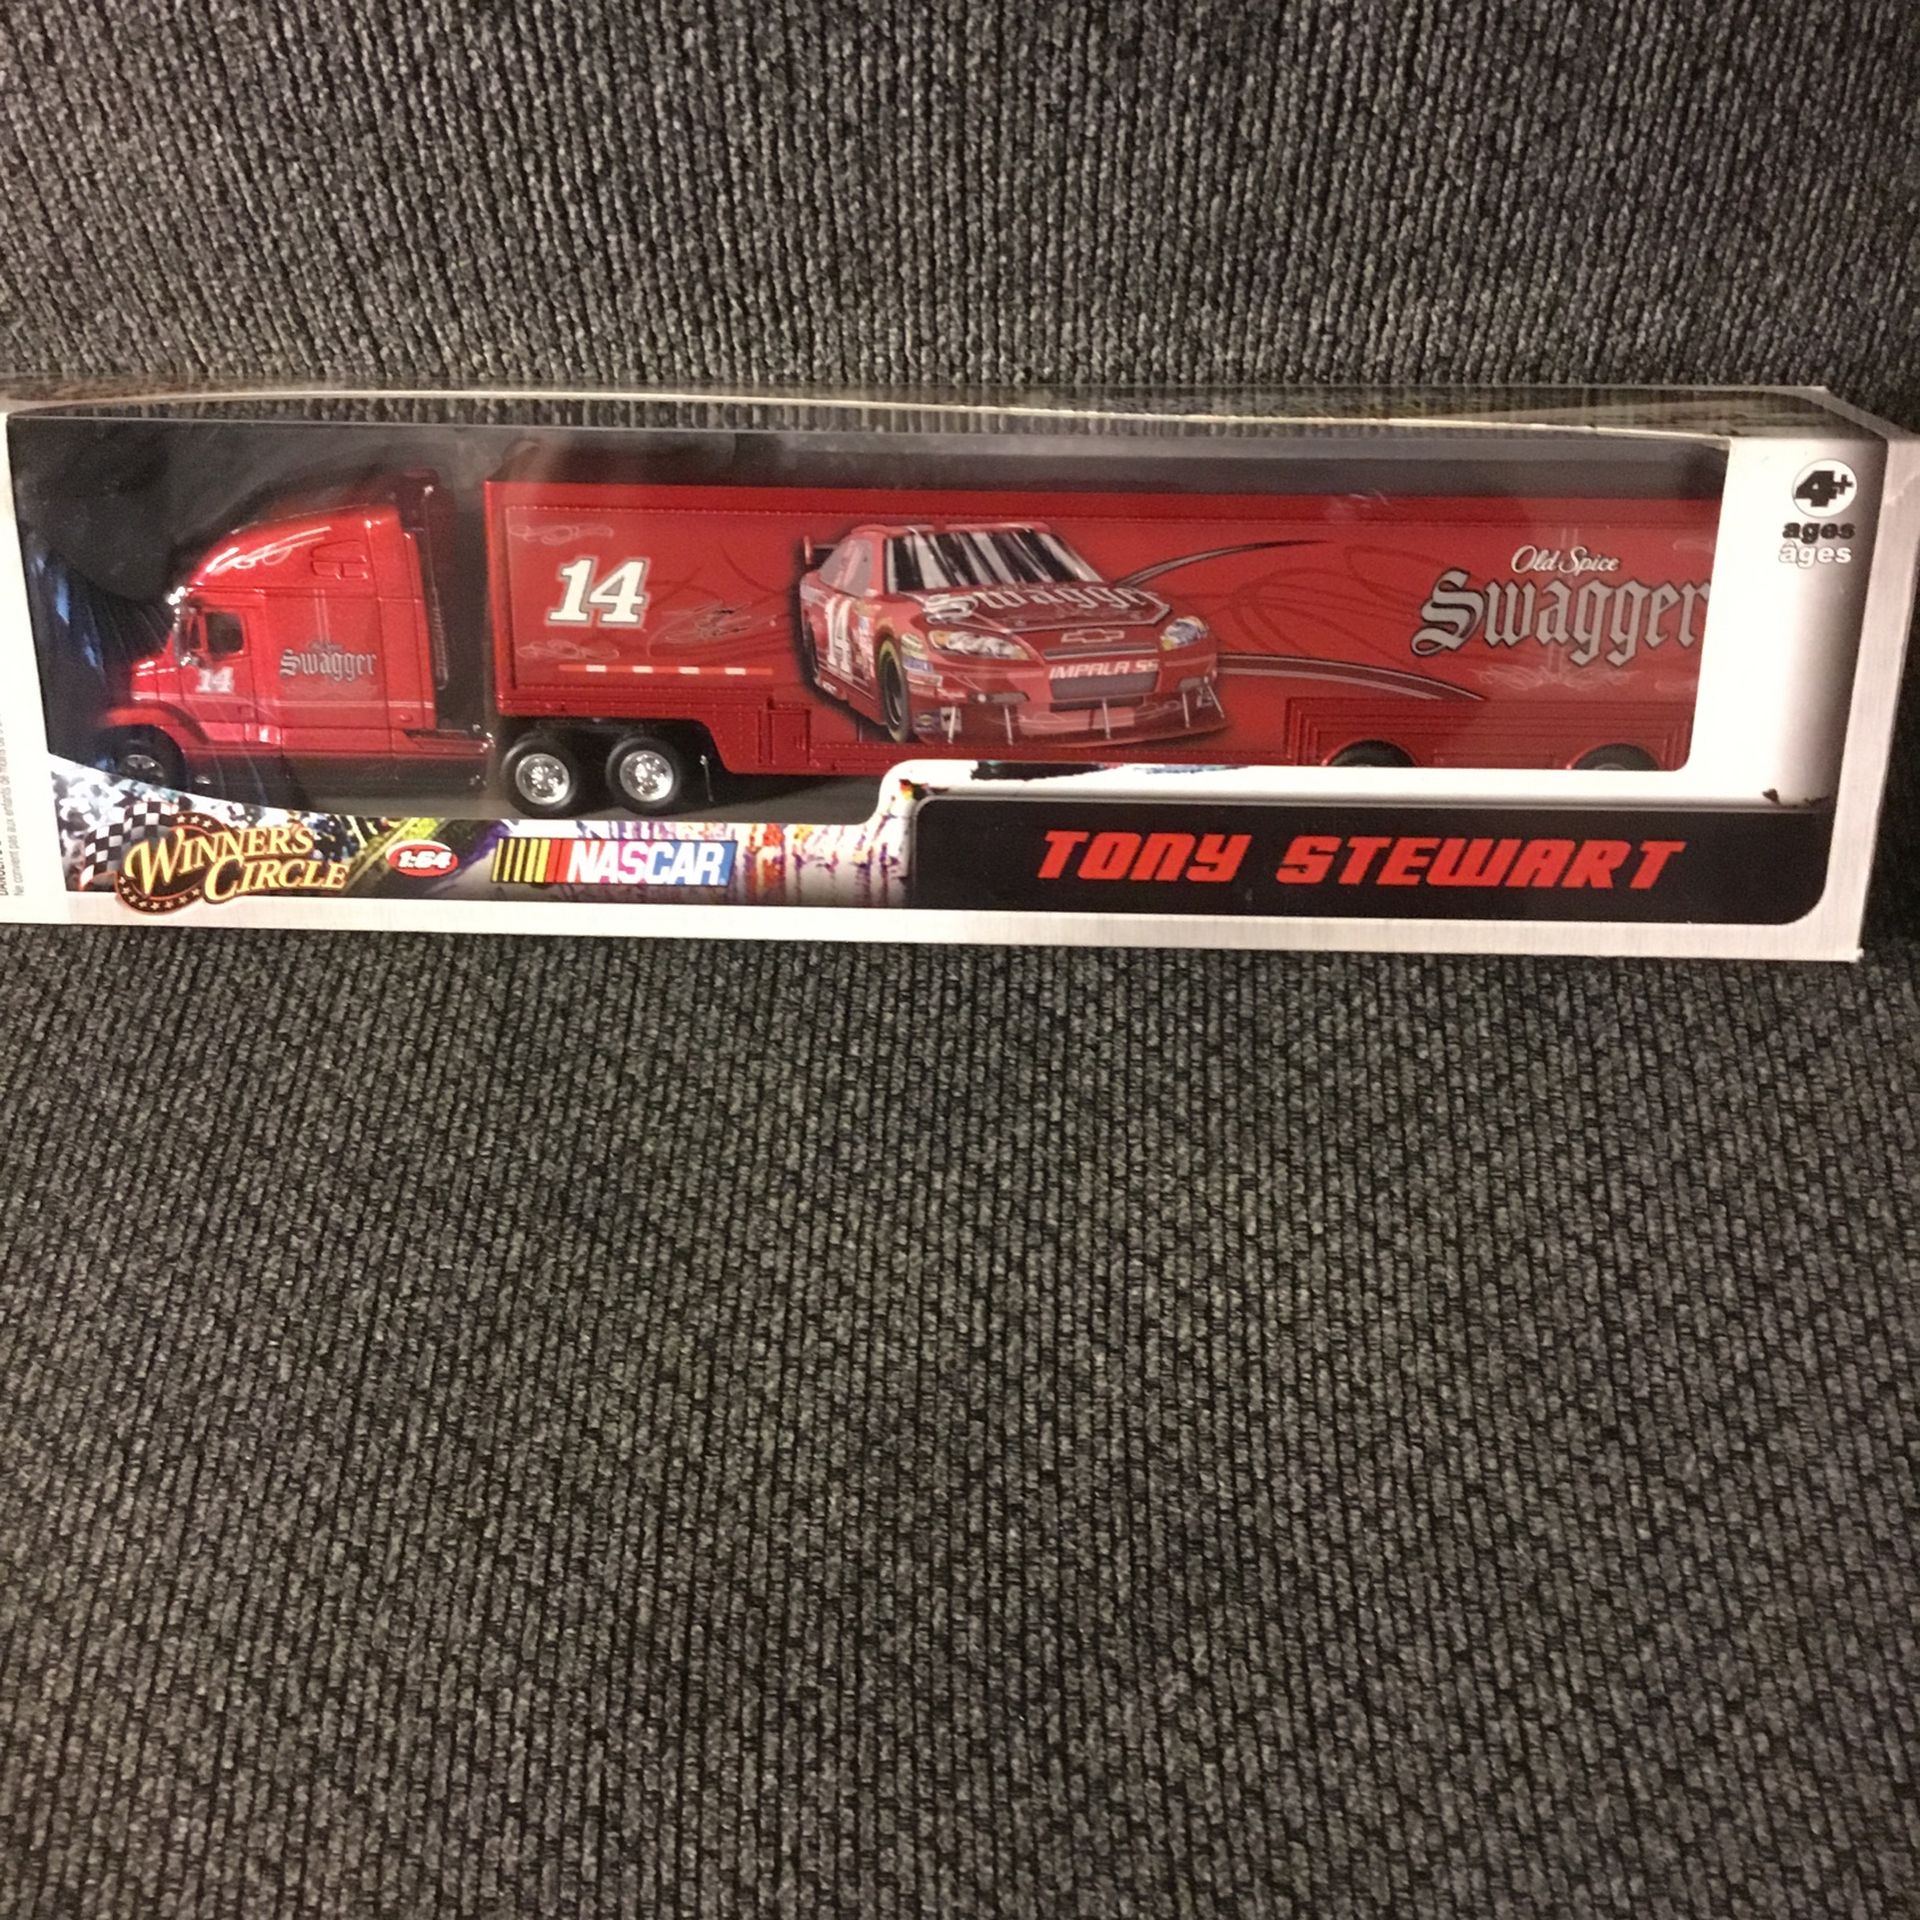 4+
ages
âges
14
Old Spice
Swagger
Swagger
14
IMPALA SS
Swagger
14
WINNER'S
CIRCLE
1:64
NASCAR
TONY STEWART